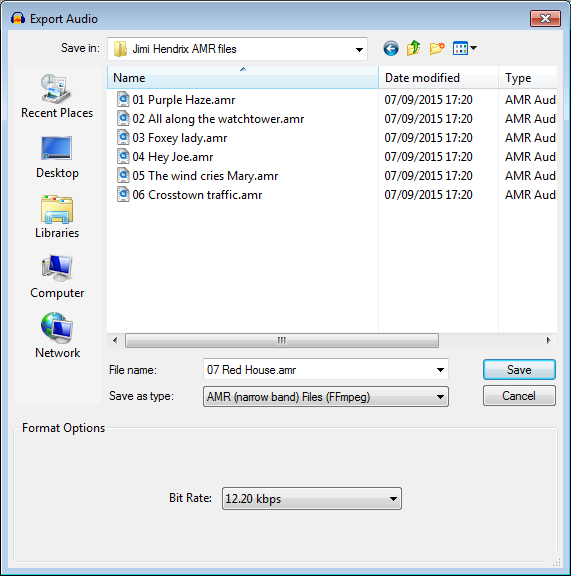 Export Audio
Save in: Jimi Hendrix AMR files
Name Date modified Type
01 Purple Haze.amr 07/09/2015 17:20 AMR Aud
02 All along the watchtower.amr 07/09/2015 17:20 AMR Aud
03 Foxey lady.amr 07/09/2015 17:20 AMR Aud
04 Hey Joe.amr 07/09/2015 17:20 AMR Aud
05 The wind cries Mary.amr 07/09/2015 17:20 AMR Aud
06 Crosstown traffic.amr 07/09/2015 17:20 AMR Aud
Recent Places
Desktop
Libraries
Computer
Network
File name: 07 Red House.amr Save
Save as type: AMR (narrow band) Files (FFmpeg) Cancel
Format Options
Bit Rate: 12.20 kbps